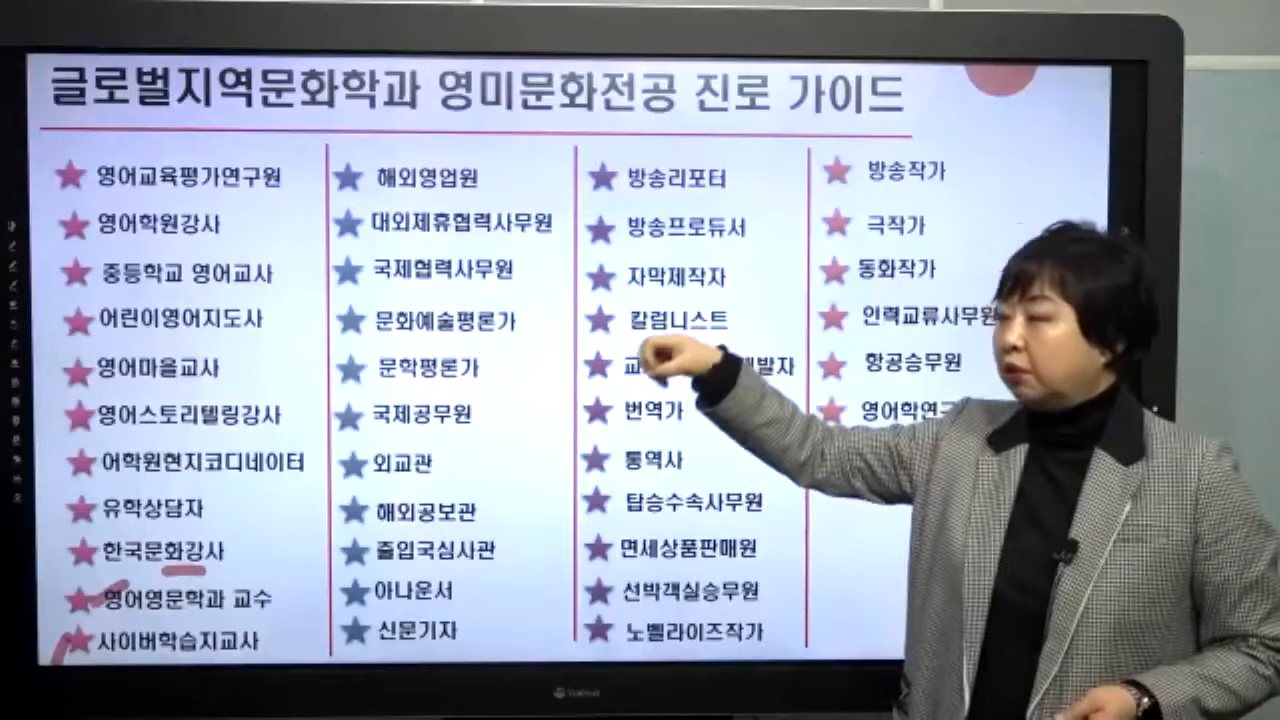 글로벌지역문화학과 영미문화전공 진로 가이드
영어교육평가연구원
영어학원강사
중등학교 영어교사
어린이영어지도사
영어마을교사
영어스토리텔링강사
어학원현지코디네이터
유학상담자
한국문화강사
영어영문학과 교수
사이버학습지교사
해외영업원
대외제휴협력사무원
국제협력사무원
문화예술평론가
문학평론가
국제공무원
외교관
해외공보관
출입국심사관
아나운서
신문기자
방송리포터
방송프로듀서
자막제작자
칼럼니스트
번역가
통역사
탑승수속사무원
면세상품판매원
선박객실승무원
노벨라이즈작가
방송작가
극작가
동화작가
인력교류사무원
항공승무원